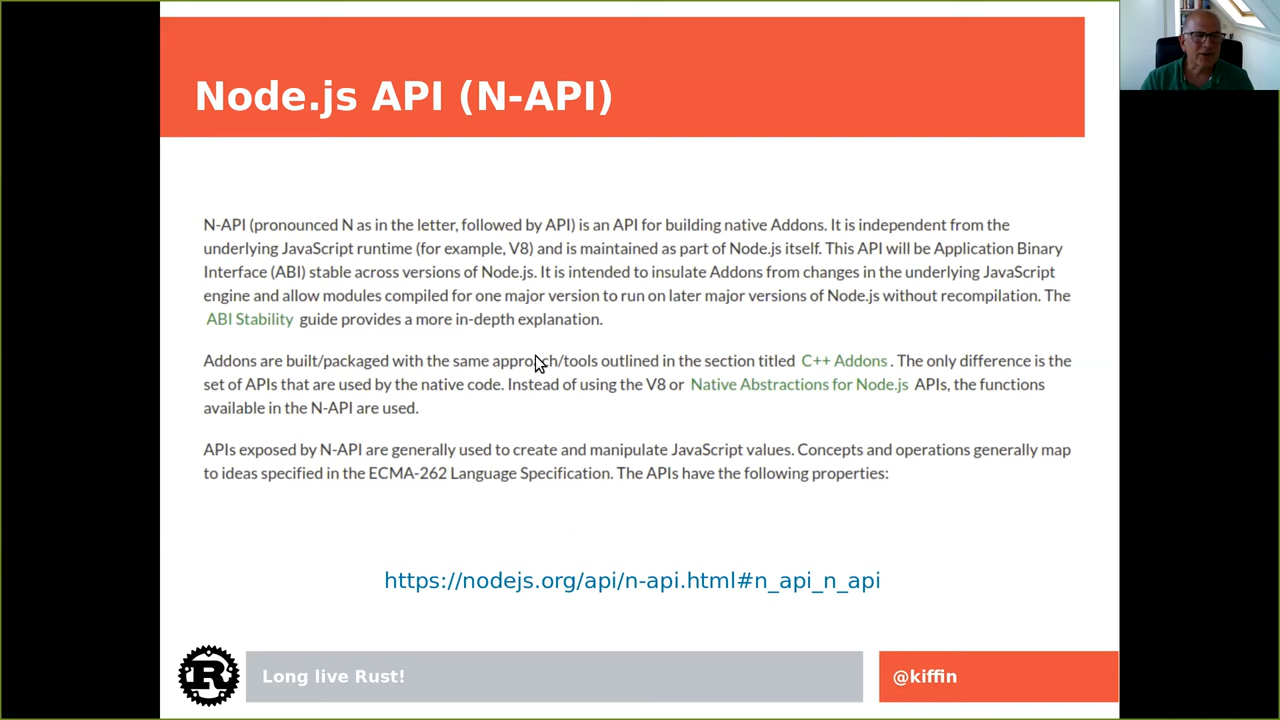 Node.js API (N-API)
N-API (pronounced N as in the letter, followed by API) is an API for building native Addons. It is independent from the
underlying JavaScript runtime (for example, V8) and is maintained as part of Node.js itself. This API will be Application Binary
Interface (ABI) stable across versions of Node.js. It is intended to insulate Addons from changes in the underlying JavaScript
engine and allow modules compiled for one major version to run on later major versions of Node.js without recompilation. The
ABI Stability guide provides a more in-depth explanation.
Addons are built/packaged with the same approach/tools outlined in the section titled C++ Addons . The only difference is the
set of APIs that are used by the native code. Instead of using the V8 or Native Abstractions for Node.js APIs, the functions
available in the N-API are used.
APIs exposed by N-API are generally used to create and manipulate JavaScript values. Concepts and operations generally map
to ideas specified in the ECMA-262 Language Specification. The APIs have the following properties:
https://nodejs.org/api/n-api.html#n_api_n_api
R
Long live Rust!
@kiffin